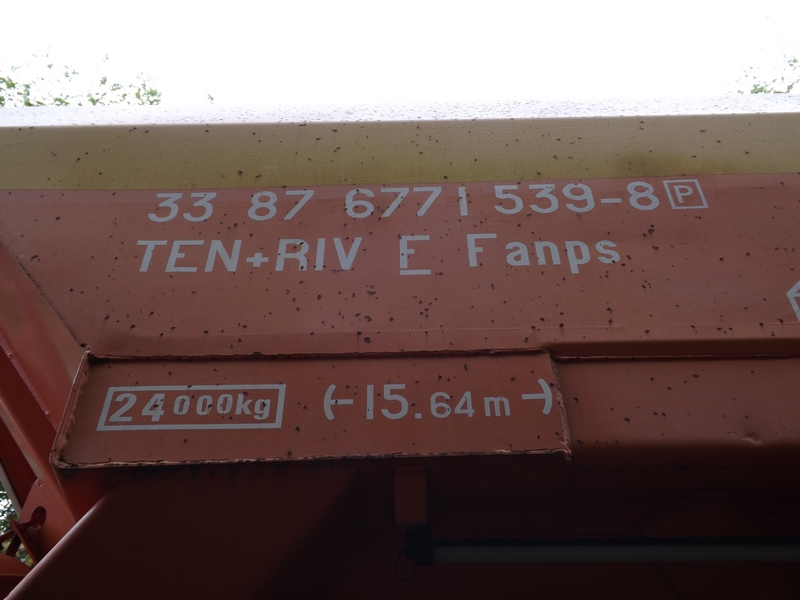 33 87 6771 539-8 P
TEN+RIV E Fanps
24000kg (-15.64m-)